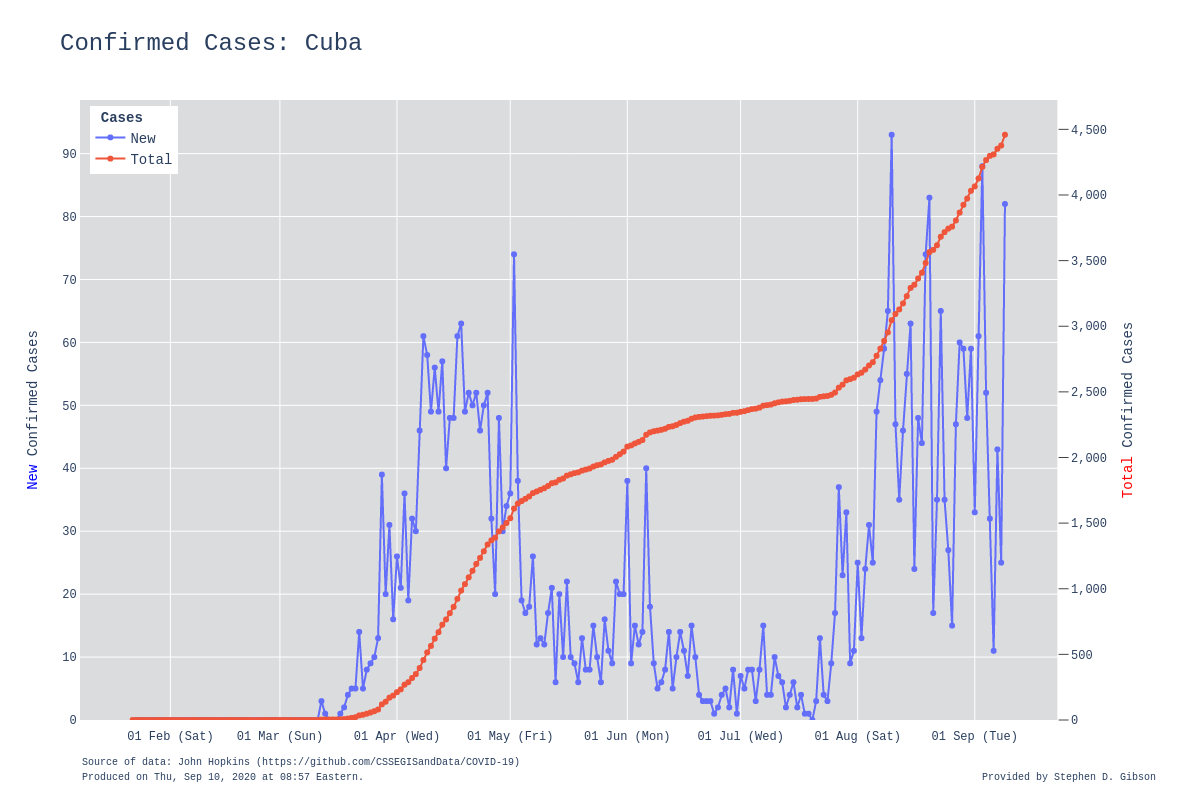 Confirmed Cases: Cuba
Cases
New
Total
90
80
70
60
50
40
30
20
10
0
New Confirmed Cases
4,500
4,000
3,500
3,000
2,500
2,000
1,500
1,000
500
0
Total Confirmed Cases
01 Feb (Sat) 01 Mar (Sun) 01 Apr (Wed) 01 May (Fri) 01 Jun (Mon) 01 Jul (Wed) 01 Aug (Sat) 01 Sep (Tue)
Source of data: John Hopkins (https://github.com/CSSEGISandData/COVID-19)
Produced on Thu, Sep 10, 2020 at 08:57 Eastern.
Provided by Stephen D. Gibson